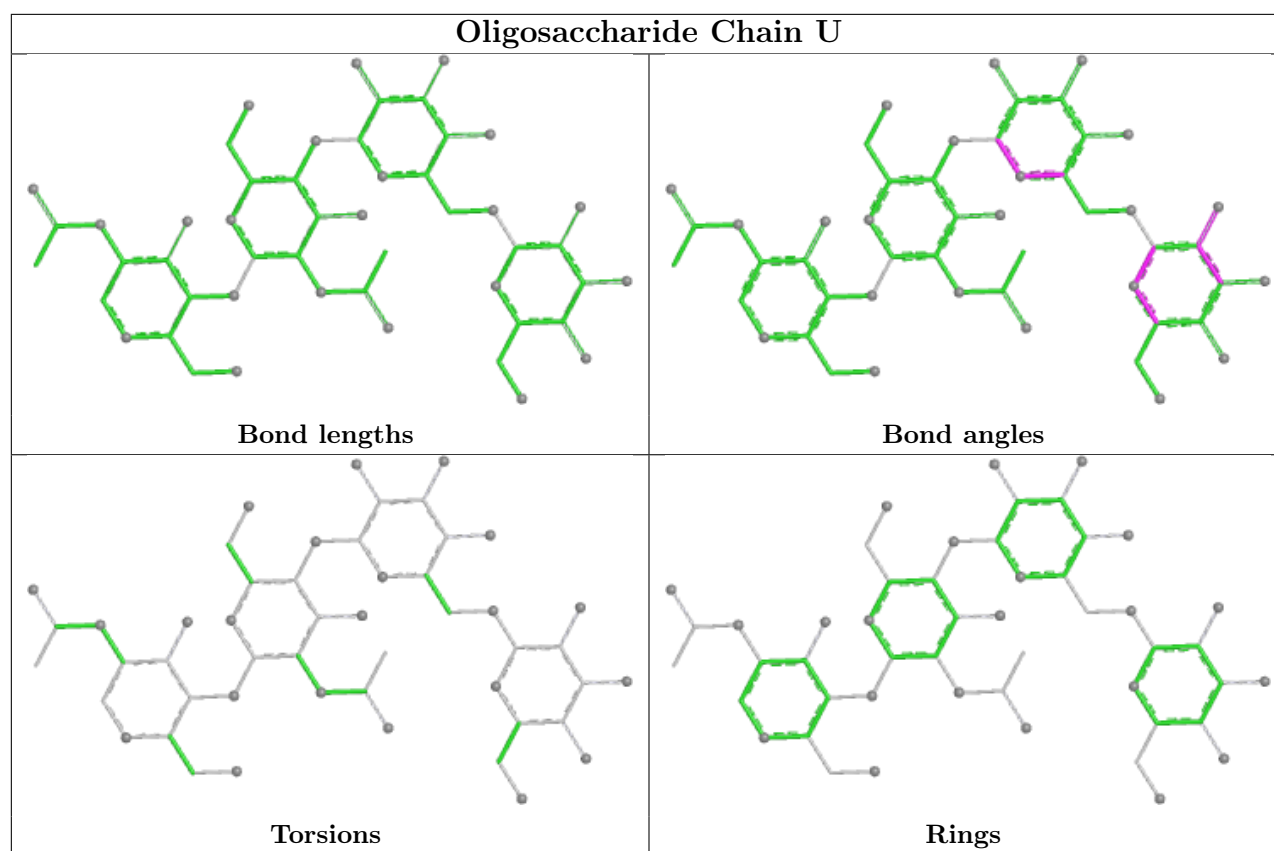 Oligosaccharide Chain U
Bond lengths
Bond angles
Torsions
Rings